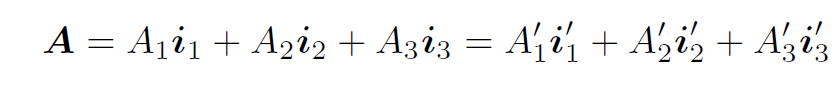 A = A₁i₁ + A₂i₂ + A₃i₃ = A′₁i′₁ + A′₂i′₂ + A′₃i′₃